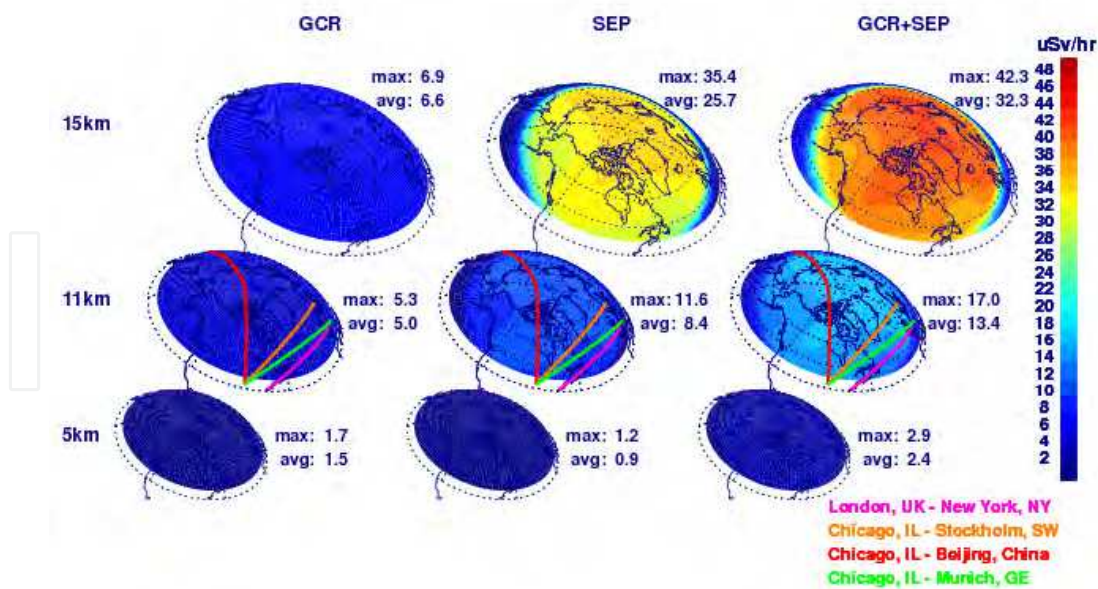 GCR SEP GCR+SEP
uSv/hr
max: 6.9 max: 35.4 max: 42.3
avg: 6.6 avg: 25.7 avg: 32.3
15km
11km
max: 5.3 max: 11.6 max: 17.0
avg: 5.0 avg: 8.4 avg: 13.4
5km
max: 1.7 max: 1.2 max: 2.9
avg: 1.5 avg: 0.9 avg: 2.4
48
46
44
42
40
38
36
34
32
30
28
26
24
22
20
18
16
14
12
10
8
6
4
2
London, UK - New York, NY
Chicago, IL - Stockholm, SW
Chicago, IL - Beijing, China
Chicago, IL - Munich, GE